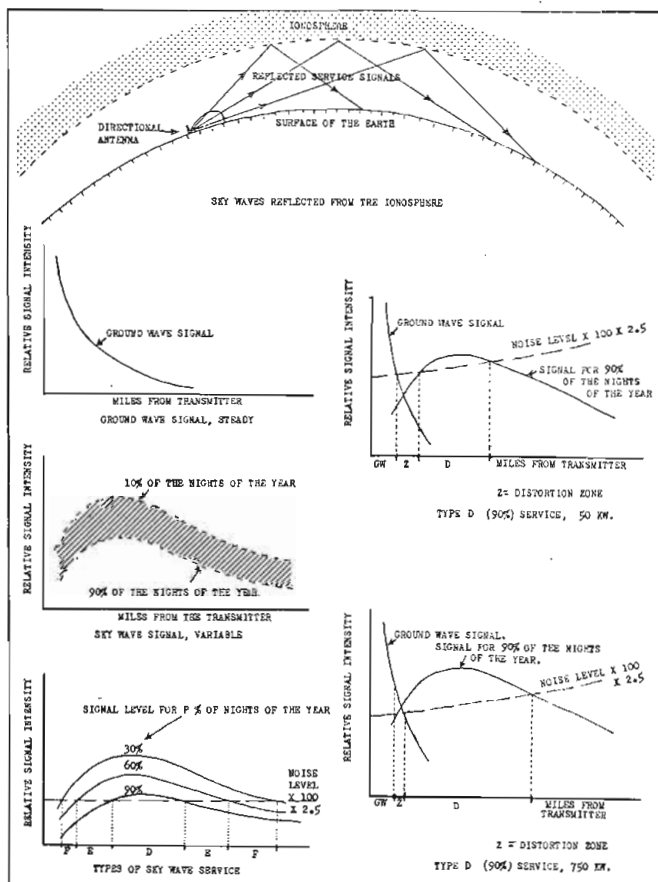 IONOSPHERE
REFLECTED SERVICE SIGNALS
DIRECTIONAL
ANTENNA
SURFACE OF THE EARTH
SKY WAVES REFLECTED FROM THE IONOSPHERE
RELATIVE SIGNAL INTENSITY
GROUND WAVE SIGNAL
MILES FROM TRANSMITTER
GROUND WAVE SIGNAL, STEADY
RELATIVE SIGNAL INTENSITY
10% OF THE NIGHTS OF THE YEAR
90% OF THE NIGHTS OF THE YEAR.
MILES FROM THE TRANSMITTER
SKY WAVE SIGNAL, VARIABLE
RELATIVE SIGNAL INTENSITY
SIGNAL LEVEL FOR P % OF NIGHTS OF THE YEAR
30%
60%
90%
NOISE
LEVEL
X 100
X 2.5
F E D E F
TYPES OF SKY WAVE SERVICE
RELATIVE SIGNAL INTENSITY
GROUND WAVE SIGNAL
NOISE LEVEL X 100 X 2.5
SIGNAL FOR 90%
OF THE NIGHTS
OF THE YEAR
GW Z D MILES FROM TRANSMITTER
Z= DISTORTION ZONE
TYPE D (90%) SERVICE, 50 KW.
RELATIVE SIGNAL INTENSITY
GROUND WAVE SIGNAL.
SIGNAL FOR 90% OF THE NIGHTS
OF THE YEAR.
NOISE LEVEL X 100
X 2.5
GW Z D MILES FROM
TRANSMITTER
Z = DISTORTION ZONE
TYPE D (90%) SERVICE, 750 KW.